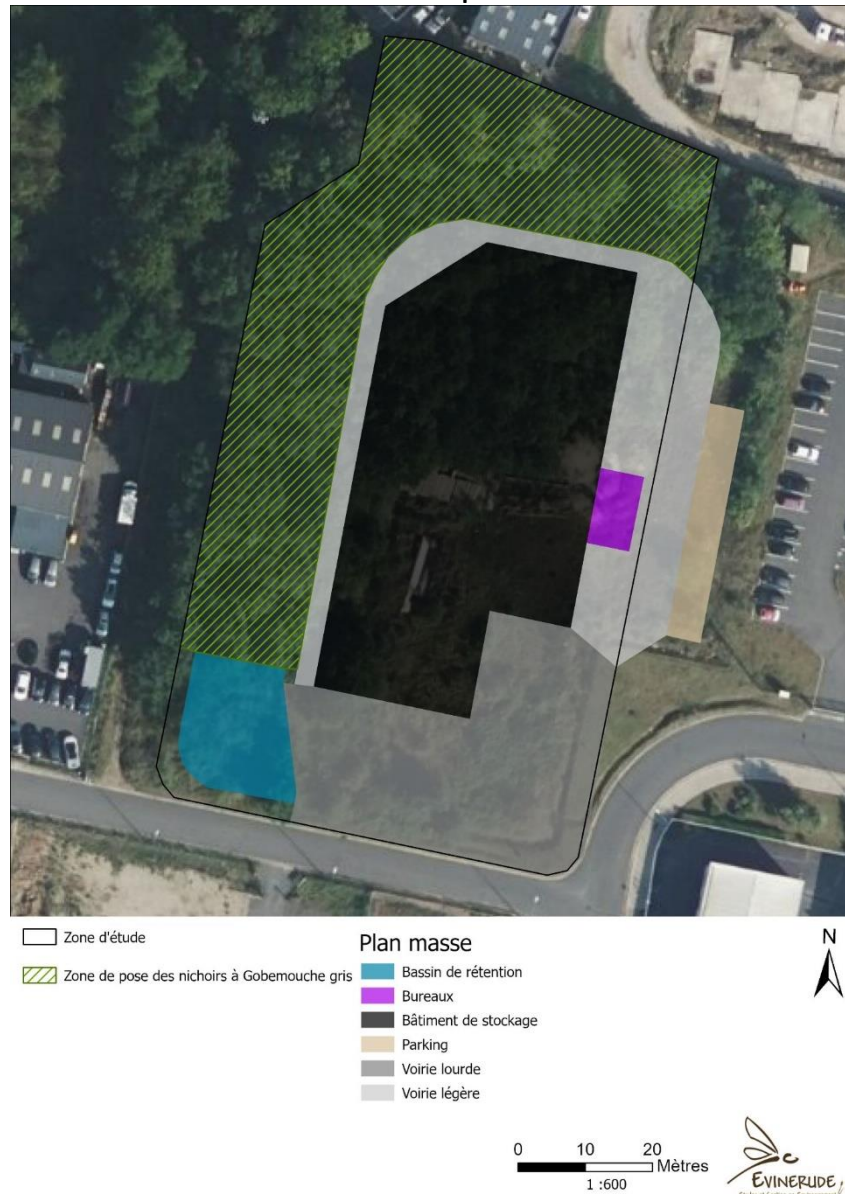 Zone d'étude
Zone de pose des nichoirs à Gobemouche gris
Plan masse
Bassin de rétention
Bureaux
Bâtiment de stockage
Parking
Voirie lourde
Voirie légère
N
0 10 20 Mètres
1 :600
EVINERUDE